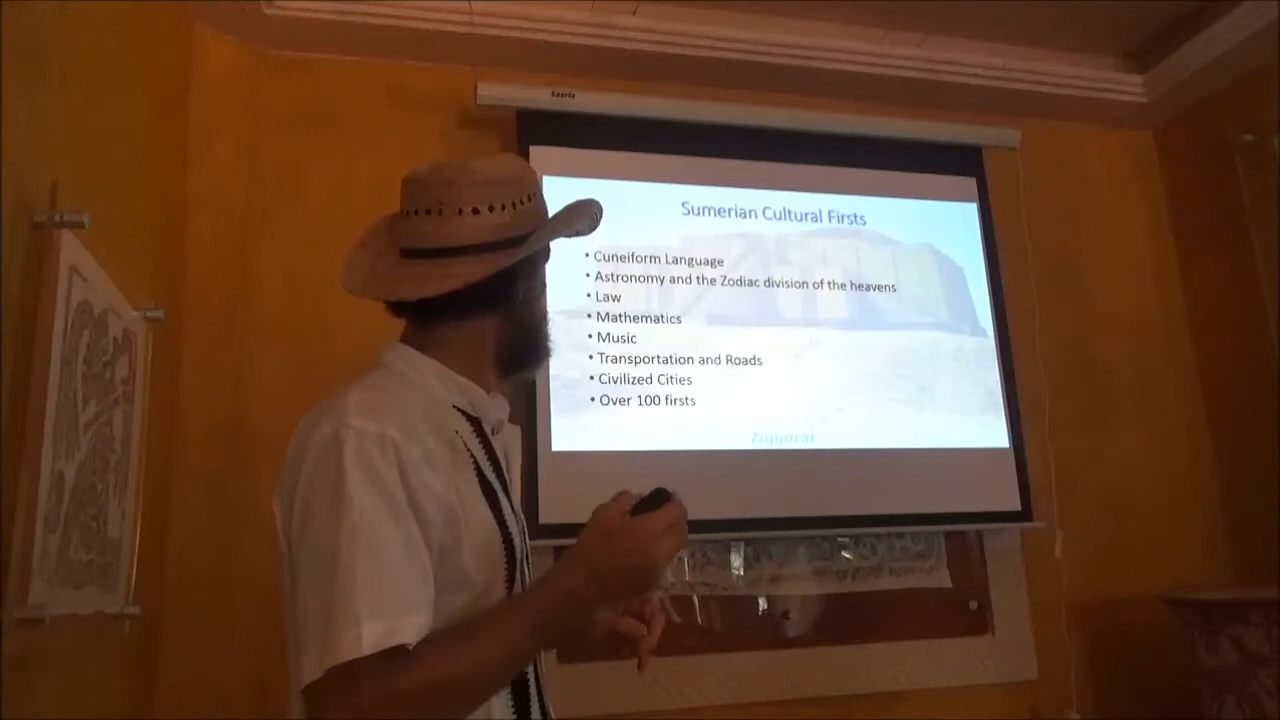 Sumerian Cultural Firsts
• Cuneiform Language
• Astronomy and the Zodiac division of the heavens
• Law
• Mathematics
• Music
• Transportation and Roads
• Civilized Cities
• Over 100 firsts
Ziggurat